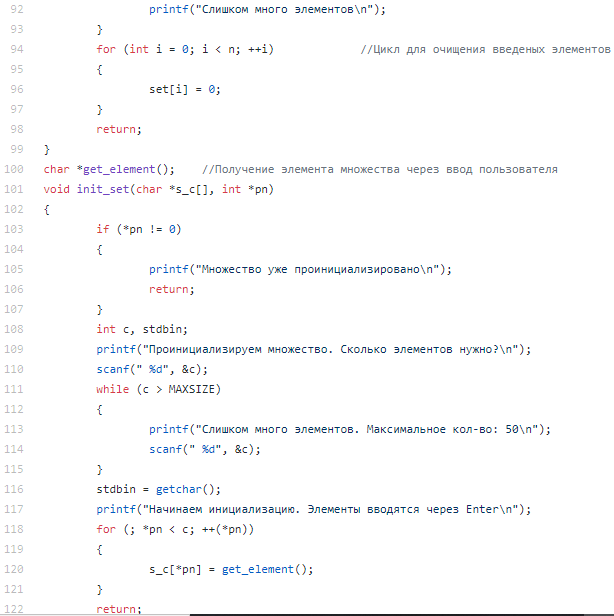 92 printf("Слишком много элементов\n");
93 }
94 for (int i = 0; i < n; ++i) //Цикл для очищения введеных элементов
95 {
96 set[i] = 0;
97 }
98 return;
99 }
100 char *get_element(); //Получение элемента множества через ввод пользователя
101 void init_set(char *s_c[], int *pn)
102 {
103 if (*pn != 0)
104 {
105 printf("Множество уже проинициализировано\n");
106 return;
107 }
108 int c, stdbin;
109 printf("Проинициализируем множество. Сколько элементов нужно?\n");
110 scanf(" %d", &c);
111 while (c > MAXSIZE)
112 {
113 printf("Слишком много элементов. Максимальное кол-во: 50\n");
114 scanf(" %d", &c);
115 }
116 stdbin = getchar();
117 printf("Начинаем инициализацию. Элементы вводятся через Enter\n");
118 for (; *pn < c; ++(*pn))
119 {
120 s_c[*pn] = get_element();
121 }
122 return;